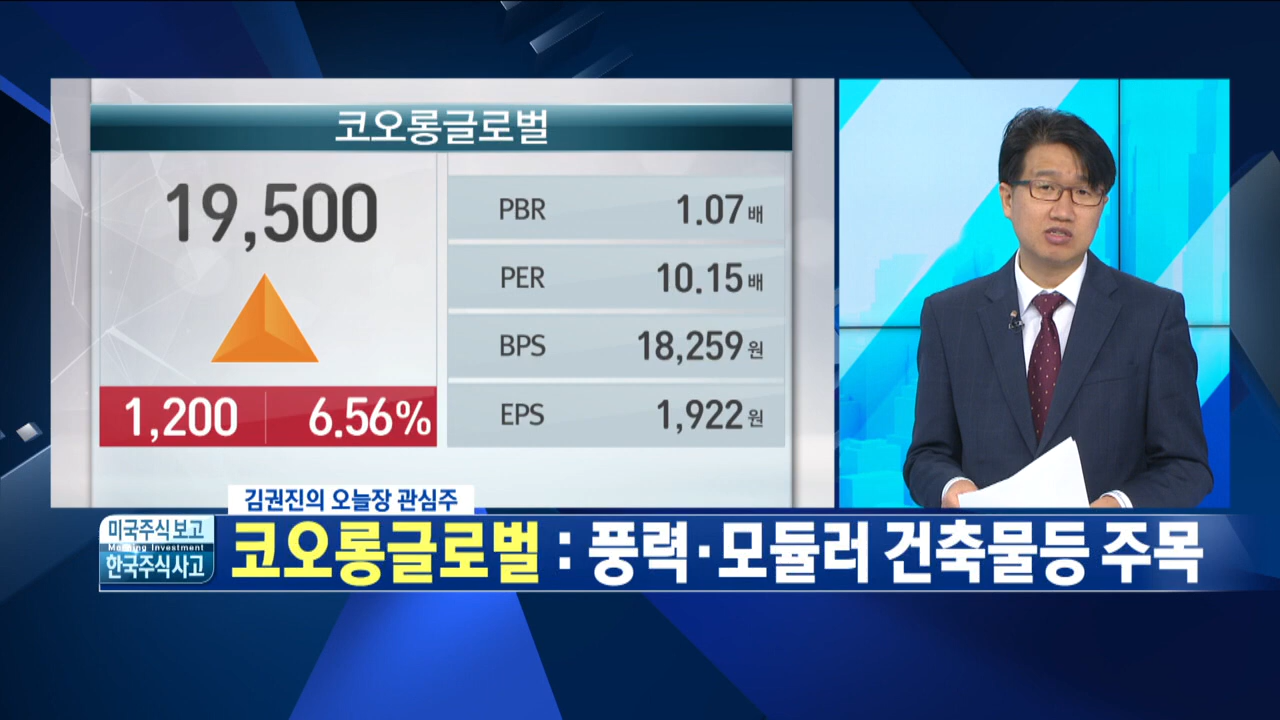 코오롱글로벌
19,500
1,200 6.56%
PBR 1.07배
PER 10.15배
BPS 18,259원
EPS 1,922원
김권진의 오늘장 관심주
미국주식보고
Morning Investment
한국주식사고
코오롱글로벌 : 풍력·모듈러 건축물등 주목